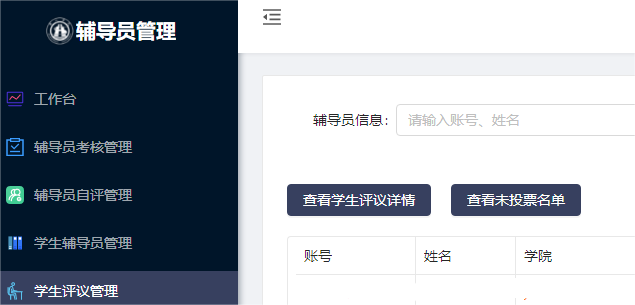 辅导员管理
工作台
辅导员考核管理
辅导员自评管理
学生辅导员管理
学生评议管理
辅导员信息： 请输入账号、姓名
查看学生评议详情 查看未投票名单
账号 姓名 学院